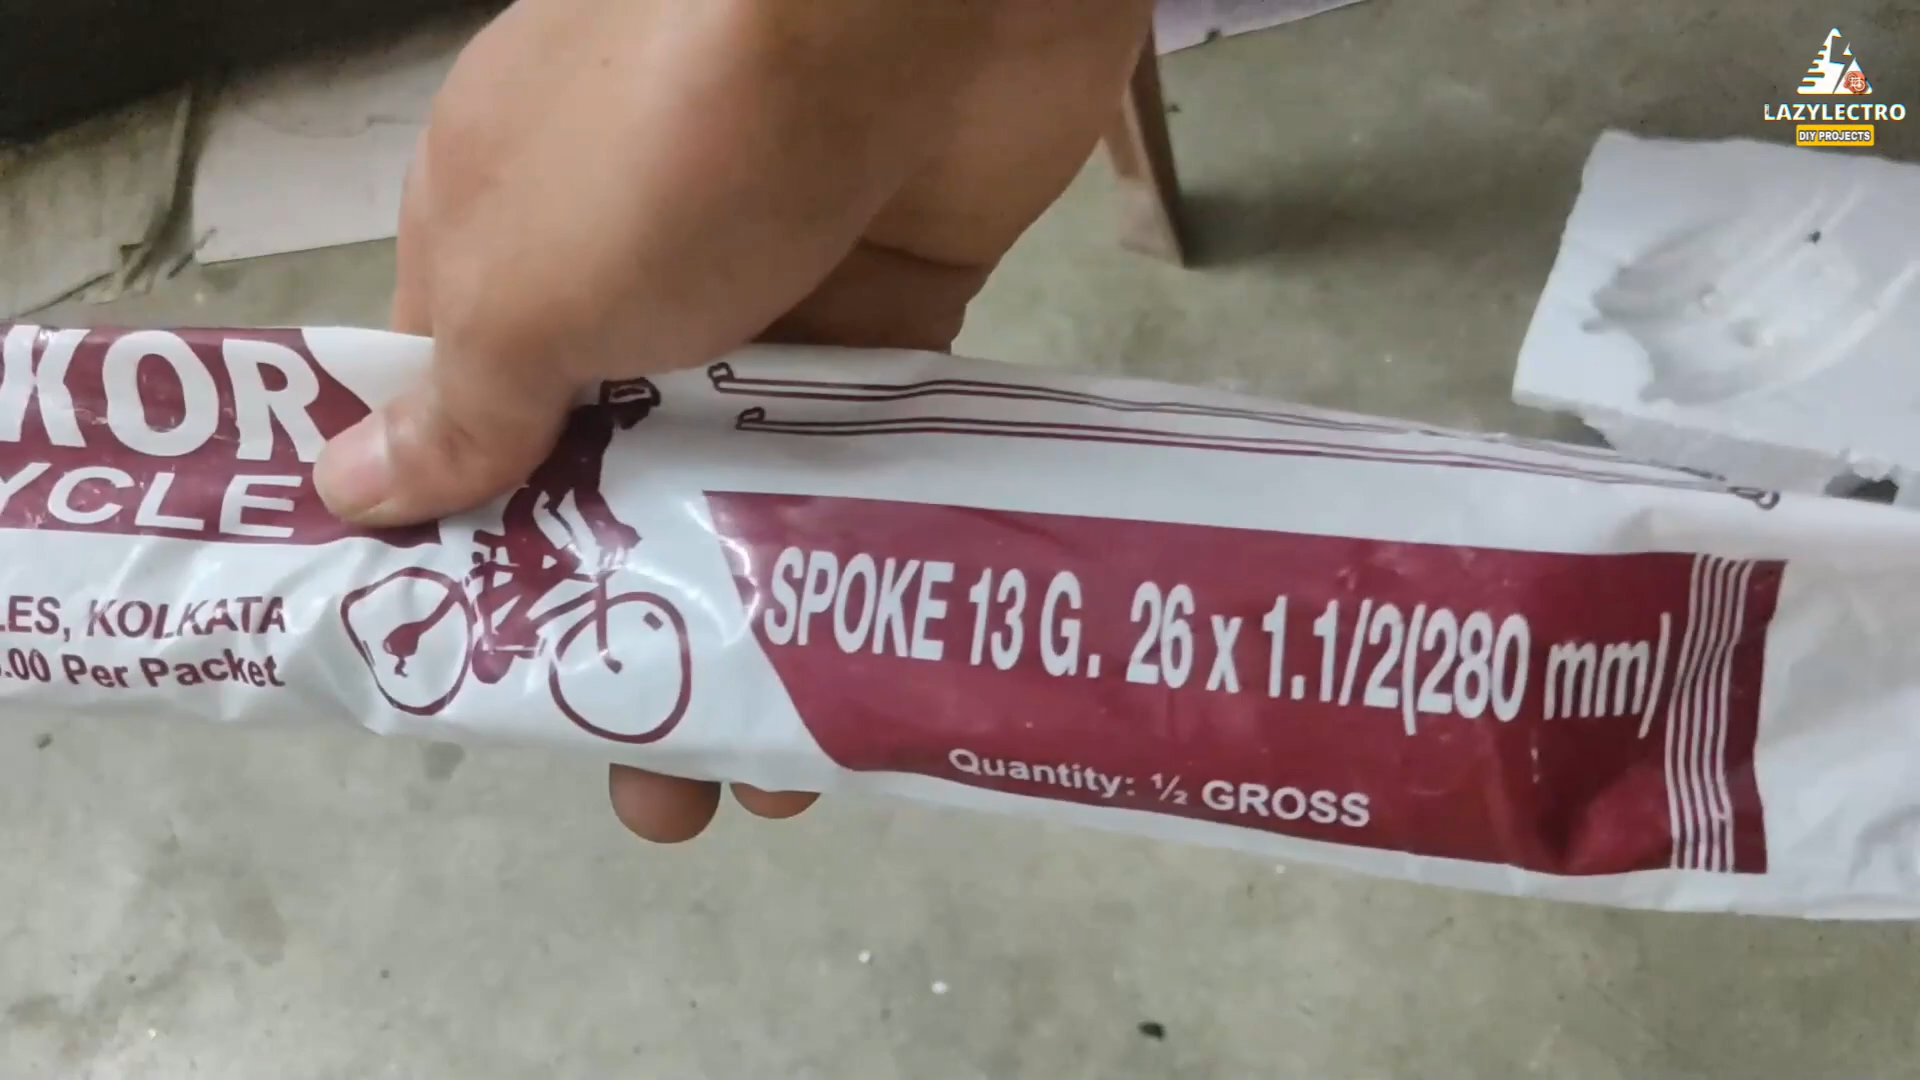 LAZYLECTRO
DIY PROJECTS
KOR
YCLE
LES, KOLKATA
.00 Per Packet
SPOKE 13 G. 26 x 1.1/2(280 mm)
Quantity: ½ GROSS